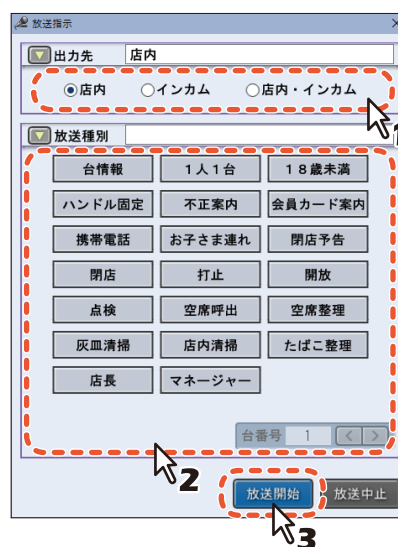 放送指示
出力先 店内
店内 インカム 店内・インカム
1
放送種別
台情報 1人1台 18歳未満
ハンドル固定 不正案内 会員カード案内
携帯電話 お子さま連れ 閉店予告
閉店 打止 開放
点検 空席呼出 空席整理
灰皿清掃 店内清掃 たばこ整理
店長 マネージャー
台番号 1 < >
2
放送開始 放送中止
3